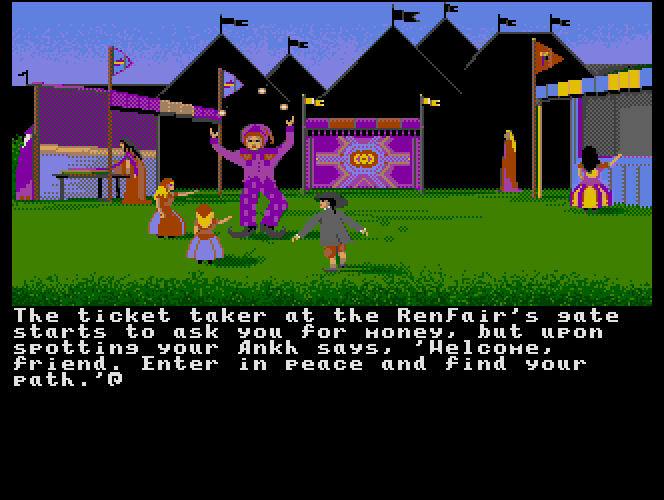 The ticket taker at the RenFair's gate
starts to ask you for money, but upon
spotting your Ankh says, 'Welcome,
friend. Enter in peace and find your
path.'@